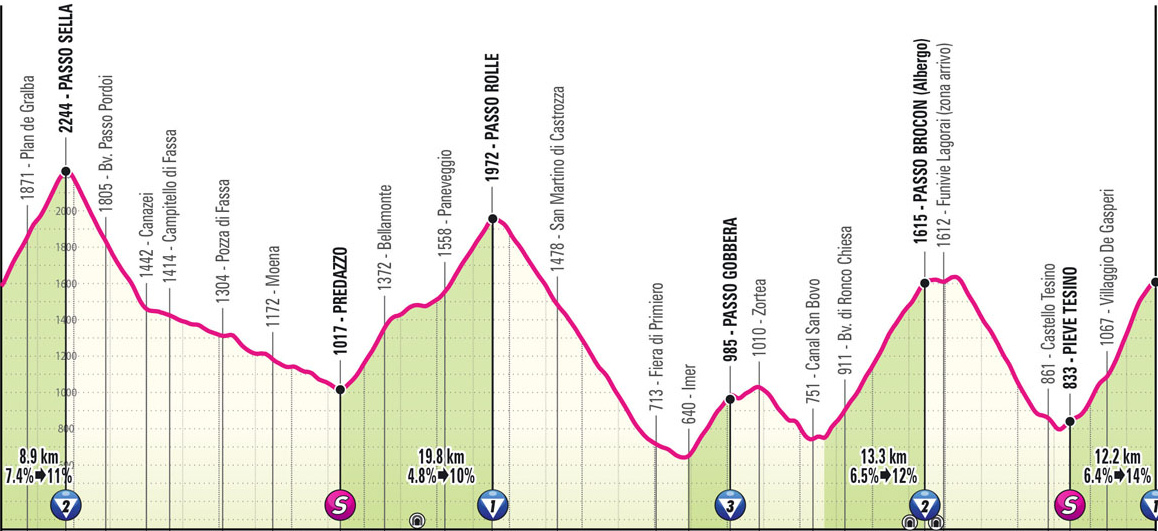 1871 - Plan de Gralba
2244 - PASSO SELLA
1805 - Bv. Passo Pordoi
1442 - Canazei
1414 - Campitello di Fassa
1304 - Pozza di Fassa
1172 - Moena
1017 - PREDAZZO
1372 - Bellamonte
1558 - Paneveggio
1972 - PASSO ROLLE
1478 - San Martino di Castrozza
713 - Fiera di Primiero
640 - Imer
985 - PASSO GOBBERA
1010 - Zortea
751 - Canal San Bovo
911 - Bv. di Ronco Chiesa
1615 - PASSO BROCON (Albergo)
1612 - Funivie Lagorai (zona arrivo)
861 - Castello Tesino
833 - PIEVE TESINO
1067 - Villaggio De Gasperi
2000
1800
1600
1400
1200
1000
800
8.9 km
7.4% 11%
19.8 km
4.8% 10%
13.3 km
6.5% 12%
12.2 km
6.4% 14%
2
S
1
3
2
S
1